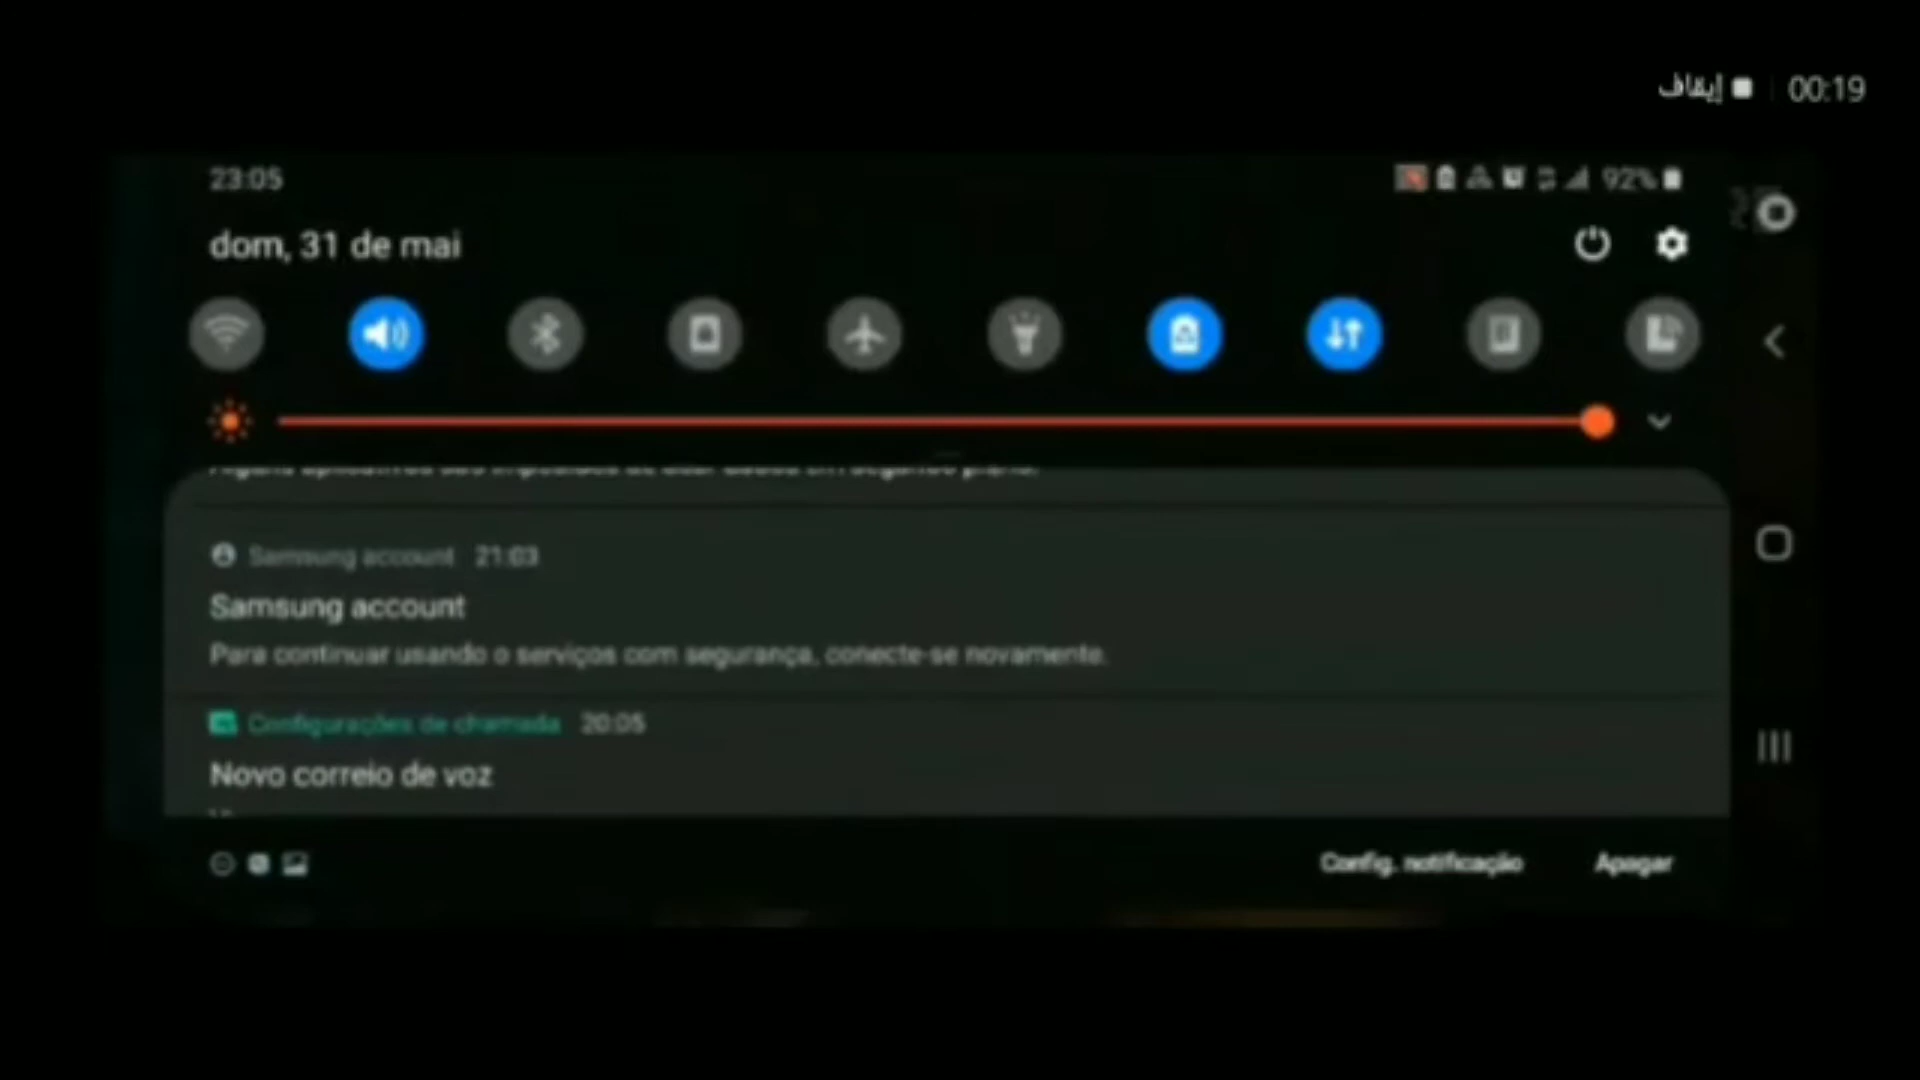 إيقاف
00:19
23:05
92%
dom, 31 de mai
Samsung account 21:03
Samsung account
Para continuar usando o serviços com segurança, conecte-se novamente.
Configurações de chamada 20:05
Novo correio de voz
Config. notificação
Apagar